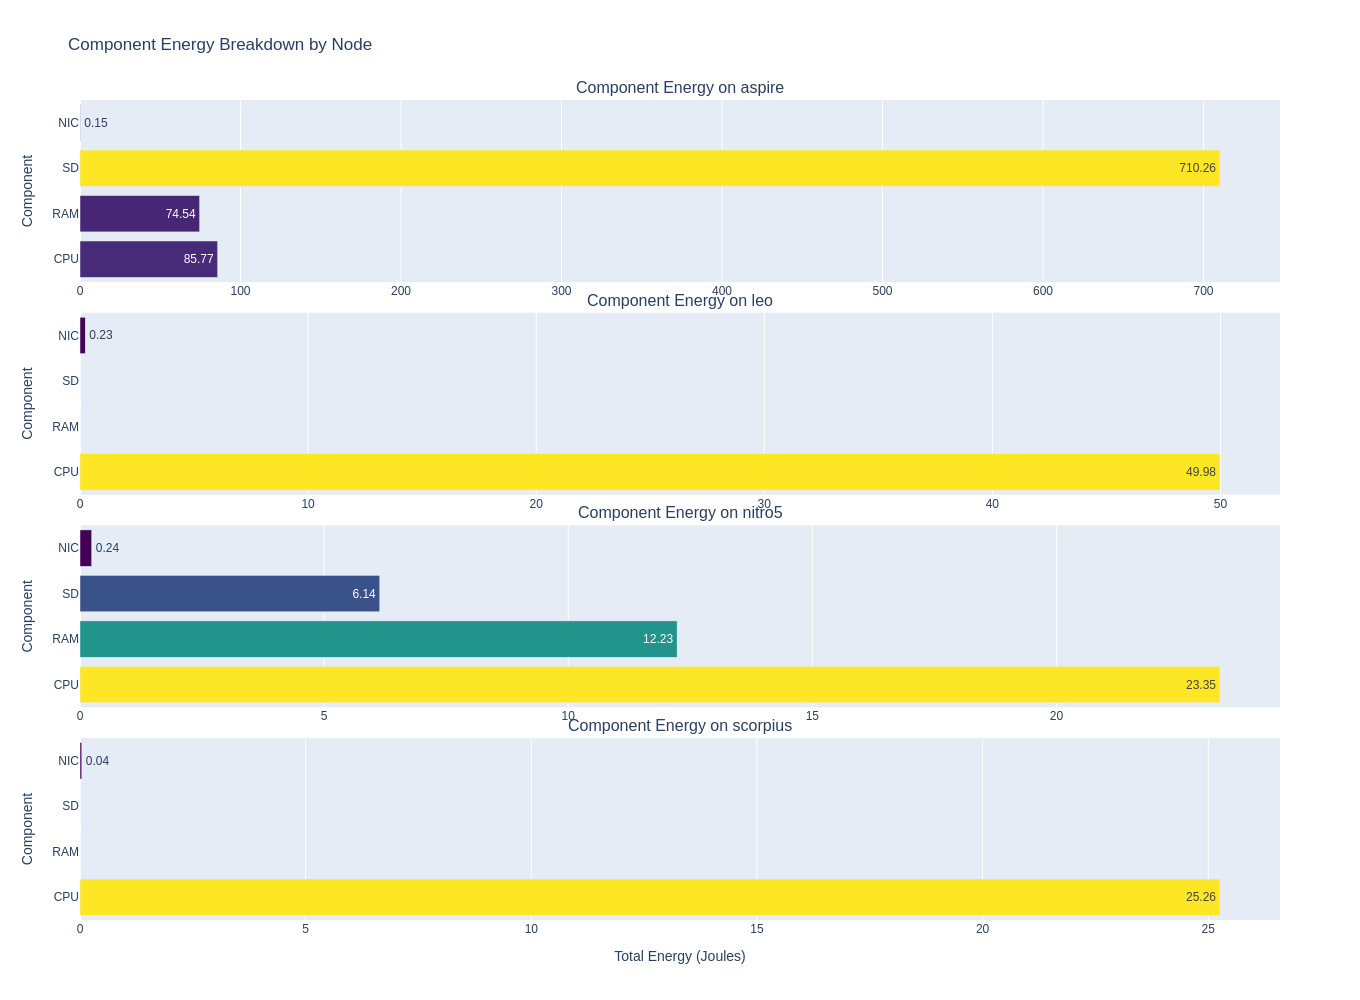 Component Energy Breakdown by Node
Component Energy on aspire
Component
NIC 0.15
SD 710.26
RAM 74.54
CPU 85.77
0 100 200 300 400 500 600 700
Component Energy on leo
Component
NIC 0.23
SD
RAM
CPU 49.98
0 10 20 30 40 50
Component Energy on nitro5
Component
NIC 0.24
SD 6.14
RAM 12.23
CPU 23.35
0 5 10 15 20
Component Energy on scorpius
Component
NIC 0.04
SD
RAM
CPU 25.26
0 5 10 15 20 25
Total Energy (Joules)